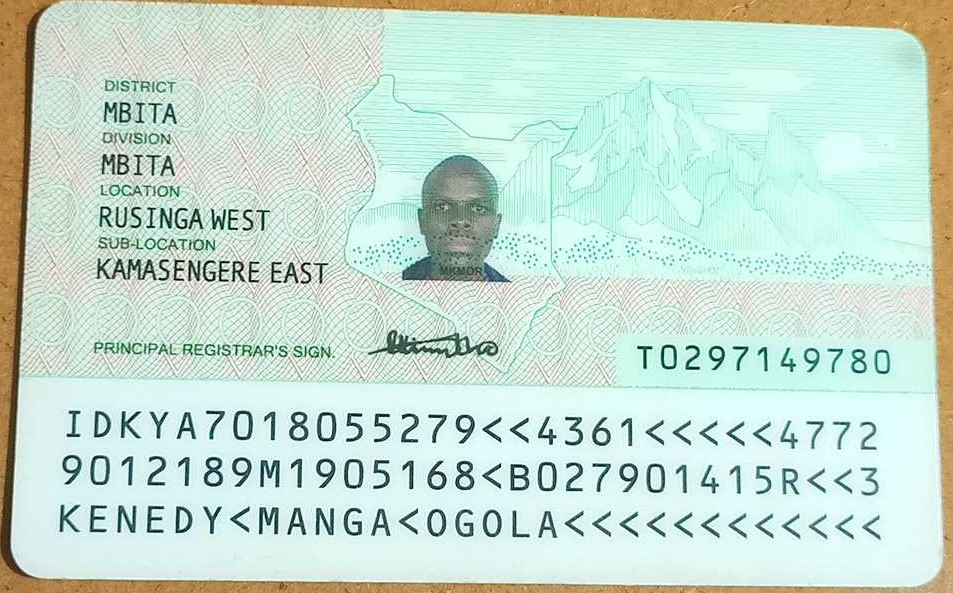 DISTRICT
MBITA
DIVISION
MBITA
LOCATION
RUSINGA WEST
SUB-LOCATION
KAMASENGERE EAST
MKMOR
PRINCIPAL REGISTRAR'S SIGN.
T0297149780
IDKYA7018055279<<4361<<<<<4772
9012189M1905168<B027901415R<<3
KENEDY<MANGA<OGOLA<<<<<<<<<<<<